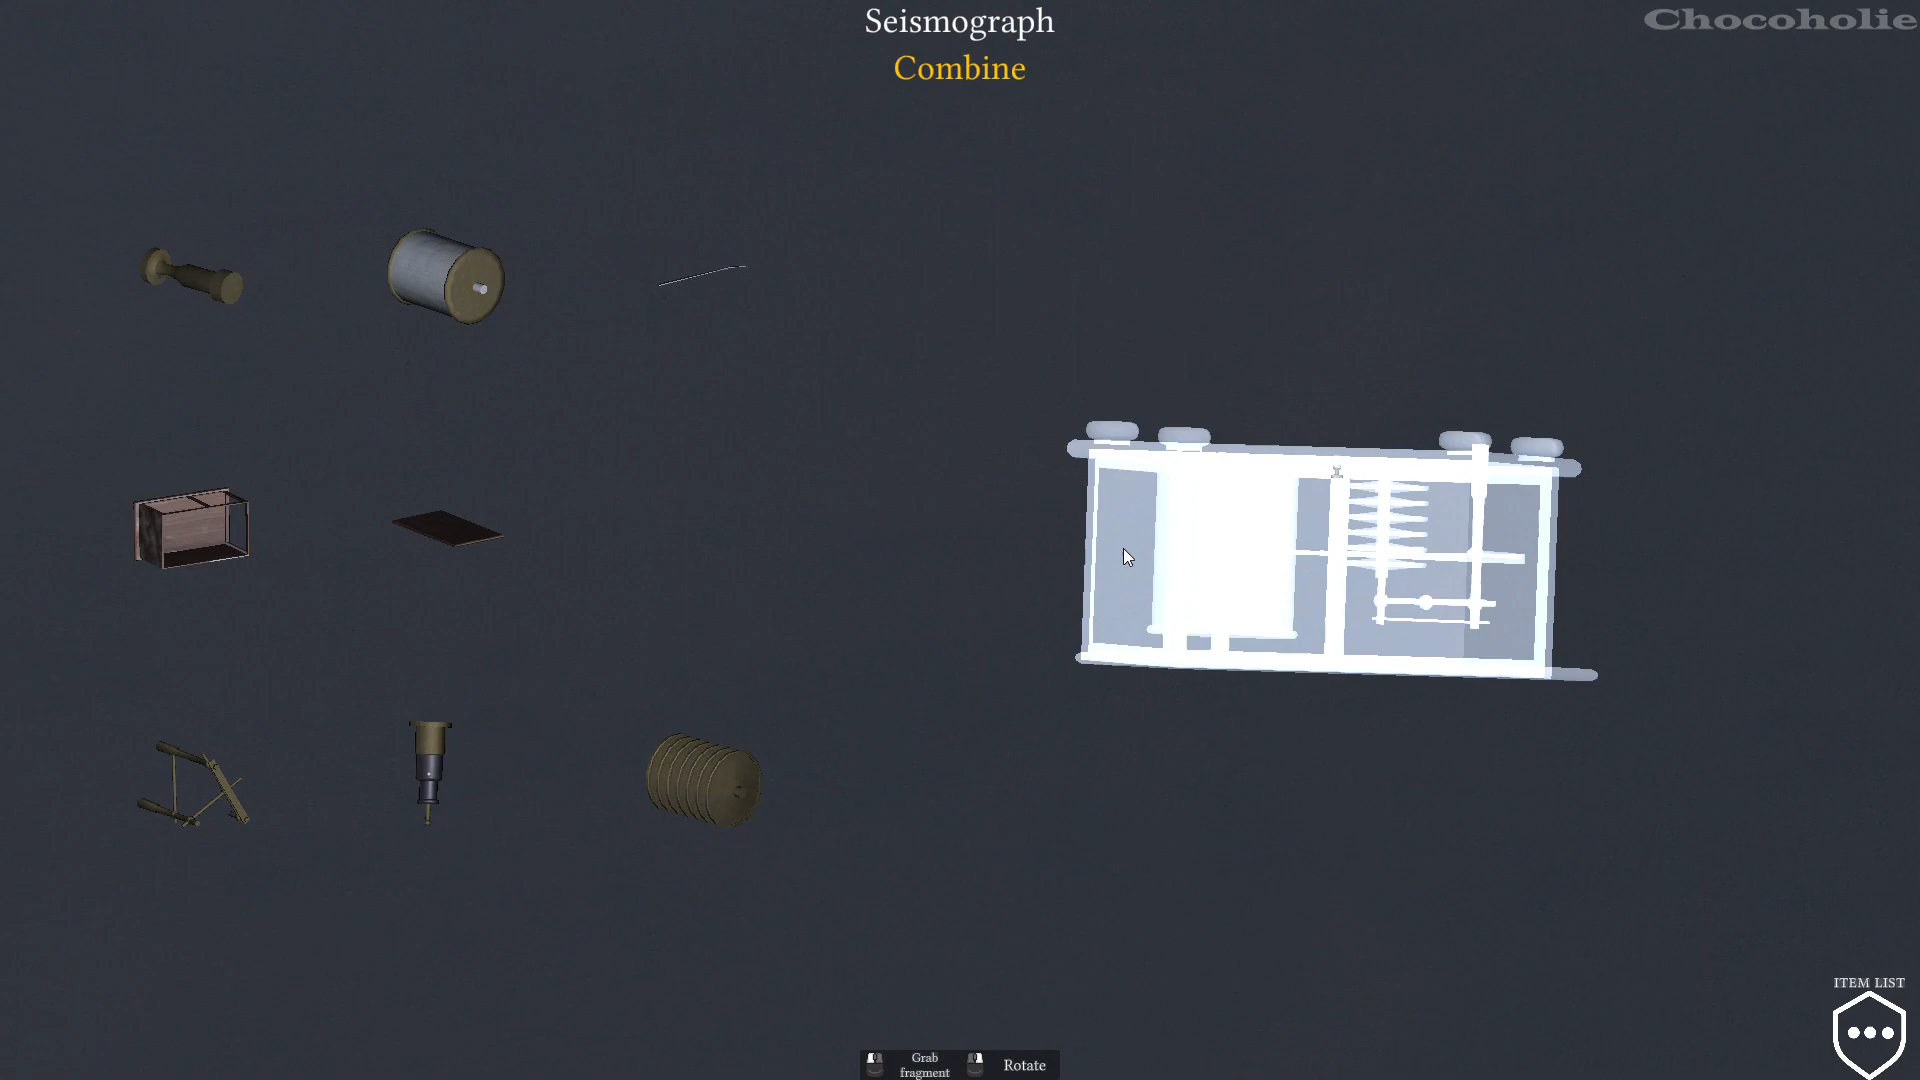 Seismograph
Chocoholie
Combine
ITEM LIST
Grab
fragment
Rotate